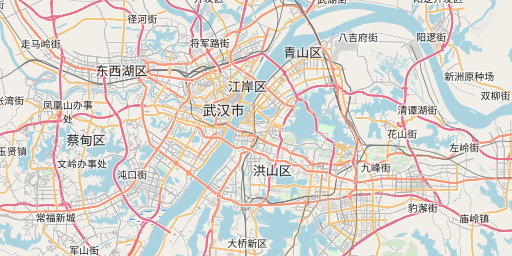 径河街
阳逻街
八吉府街
走马岭街
将军路街
青山区
东西湖区
新洲原种场
江岸区
双柳街
凤凰山办事
处
武汉市
清谭湖街
花山街
蔡甸区
左岭街
玉贤镇
文岭办事处
沌口街
洪山区
九峰街
豹澥街
常福新城
庙岭镇
大桥新区
军山街